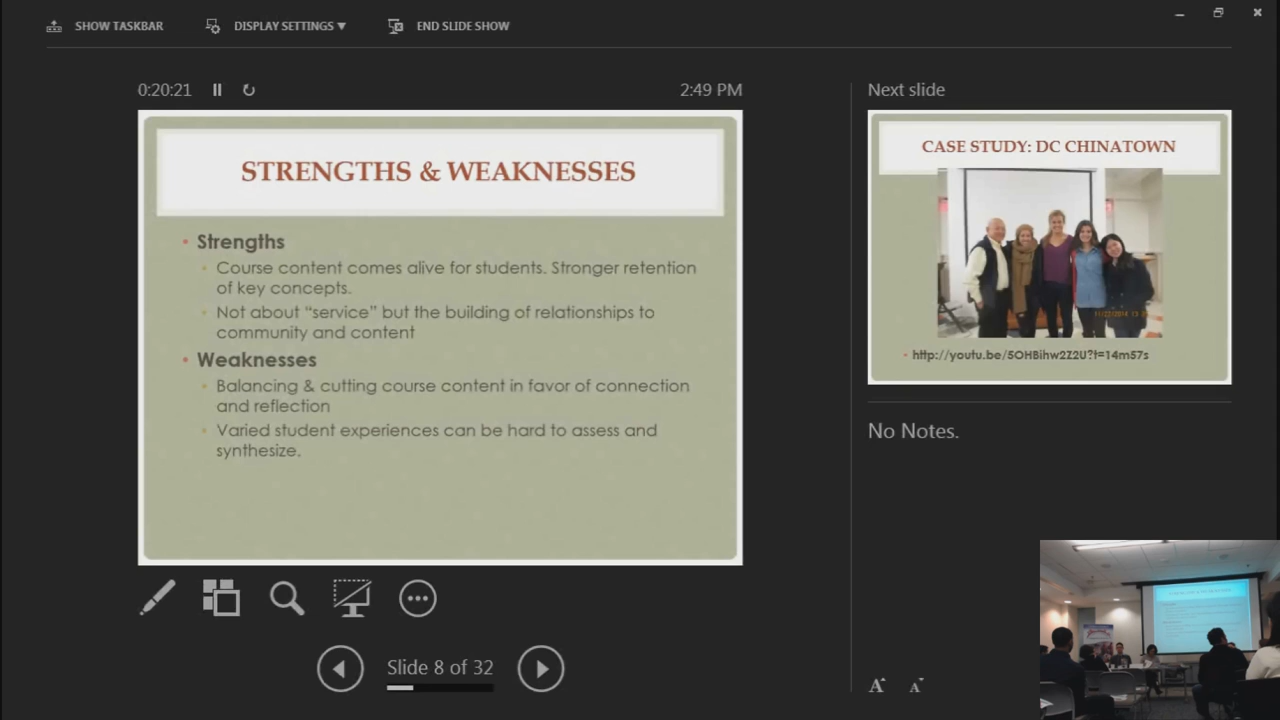 SHOW TASKBAR
DISPLAY SETTINGS ▼
END SLIDE SHOW
0:20:21
2:49 PM
STRENGTHS & WEAKNESSES
• Strengths
• Course content comes alive for students. Stronger retention
of key concepts.
• Not about “service” but the building of relationships to
community and content
• Weaknesses
• Balancing & cutting course content in favor of connection
and reflection
• Varied student experiences can be hard to assess and
synthesize.
Slide 8 of 32
Next slide
CASE STUDY: DC CHINATOWN
• http://youtu.be/5OHBihw2Z2U?t=14m57s
No Notes.
A A